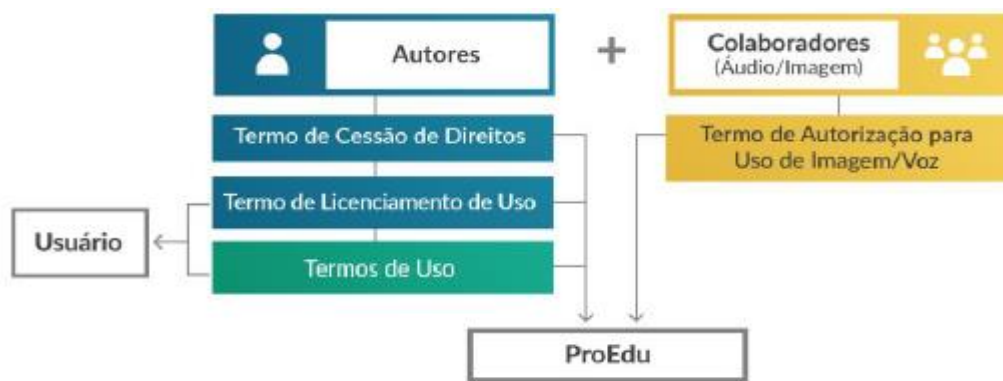 Autores
+
Colaboradores
(Áudio/Imagem)
Termo de Cessão de Direitos
Termo de Autorização para
Uso de Imagem/Voz
Termo de Licenciamento de Uso
Usuário
Termos de Uso
ProEdu